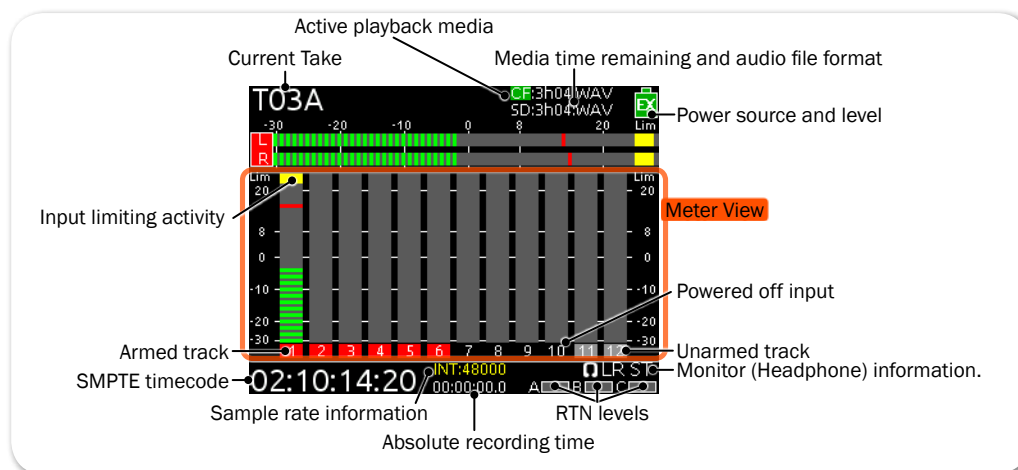 Active playback media
Current Take
Media time remaining and audio file format
T03A
CF:3h04 WAV
SD:3h04 WAV
EX
Power source and level
-30 -20 -10 0 8 20 Lim
L
R
Lim Lim
20 20
Input limiting activity
Meter View
8 8
0 0
-10 -10
Powered off input
-20 -20
-30 -30
Armed track
1 2 3 4 5 6 7 8 9 10 11 12
Unarmed track
SMPTE timecode
02:10:14:20
INT:48000
LR ST
Monitor (Headphone) information.
00:00:00.0
A B C
Sample rate information
RTN levels
Absolute recording time